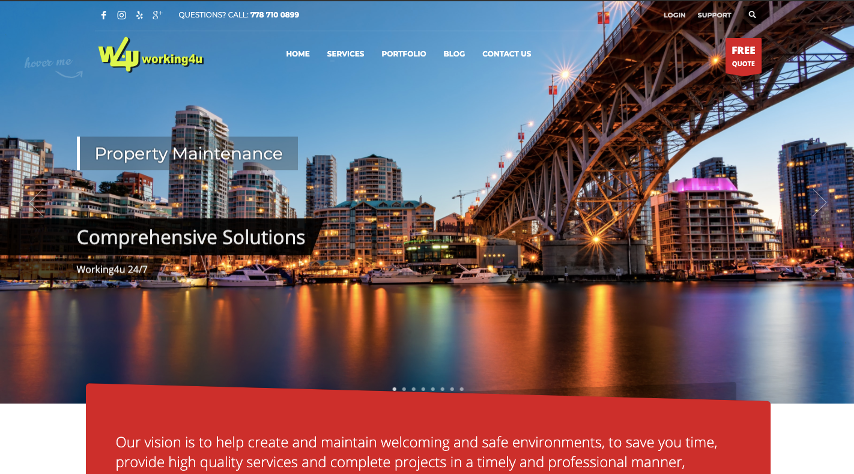 QUESTIONS? CALL: 778 710 0899
LOGIN SUPPORT
hover me
W4U working4u
HOME SERVICES PORTFOLIO BLOG CONTACT US
FREE
QUOTE
Property Maintenance
Comprehensive Solutions
Working4u 24/7
Our vision is to help create and maintain welcoming and safe environments, to save you time,
provide high quality services and complete projects in a timely and professional manner,